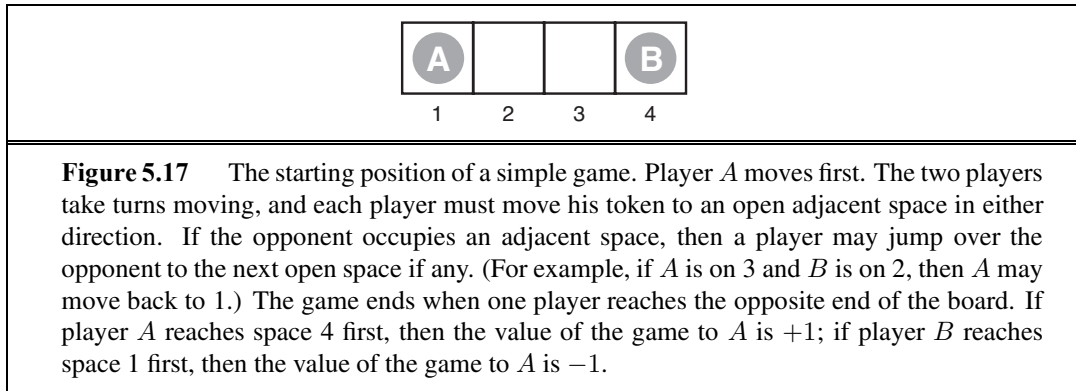 A B
1 2 3 4
Figure 5.17 The starting position of a simple game. Player A moves first. The two players
take turns moving, and each player must move his token to an open adjacent space in either
direction. If the opponent occupies an adjacent space, then a player may jump over the
opponent to the next open space if any. (For example, if A is on 3 and B is on 2, then A may
move back to 1.) The game ends when one player reaches the opposite end of the board. If
player A reaches space 4 first, then the value of the game to A is +1; if player B reaches
space 1 first, then the value of the game to A is −1.